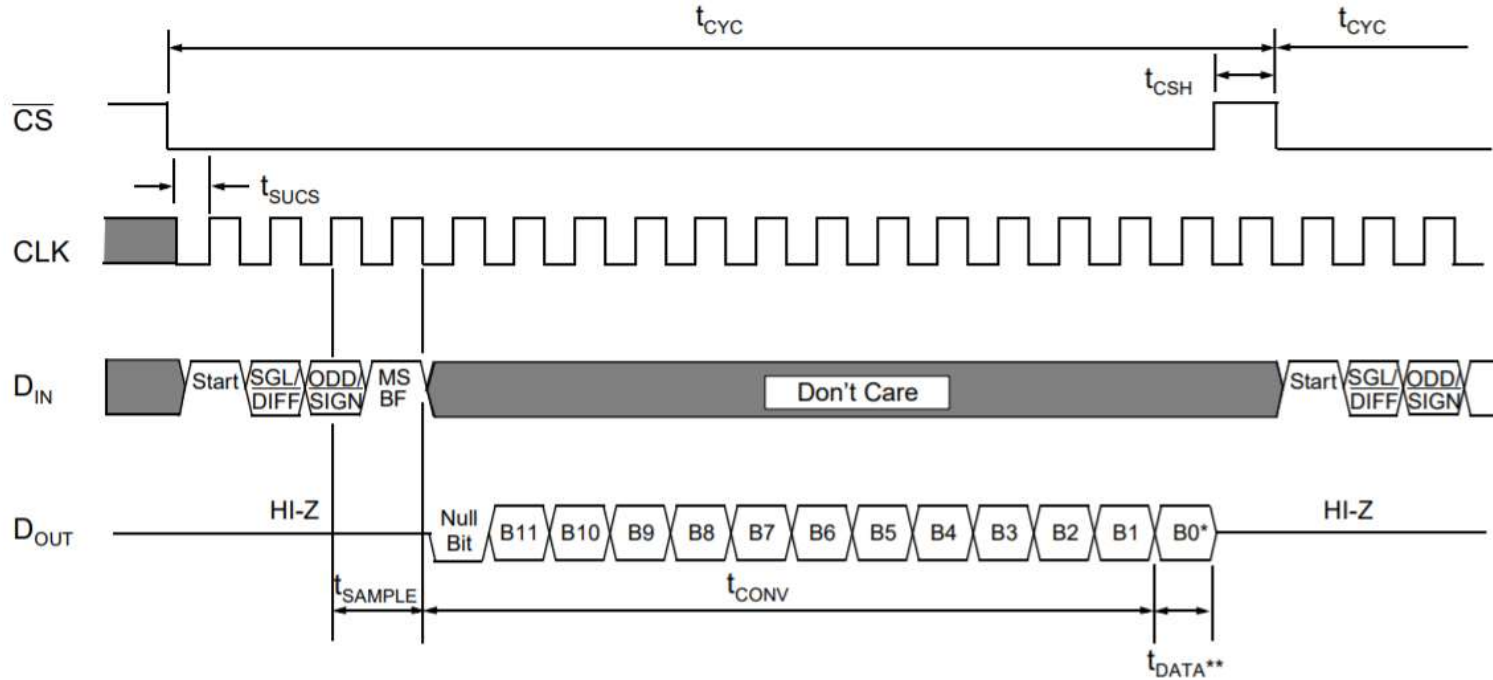 tCYC tCYC
tCSH
CS
tSUCS
CLK
DIN Start SGL/ ODD/ MS Don't Care Start SGL/ ODD/
DIFF SIGN BF DIFF SIGN
HI-Z HI-Z
DOUT Null B11 B10 B9 B8 B7 B6 B5 B4 B3 B2 B1 B0*
Bit
tSAMPLE tCONV
tDATA**